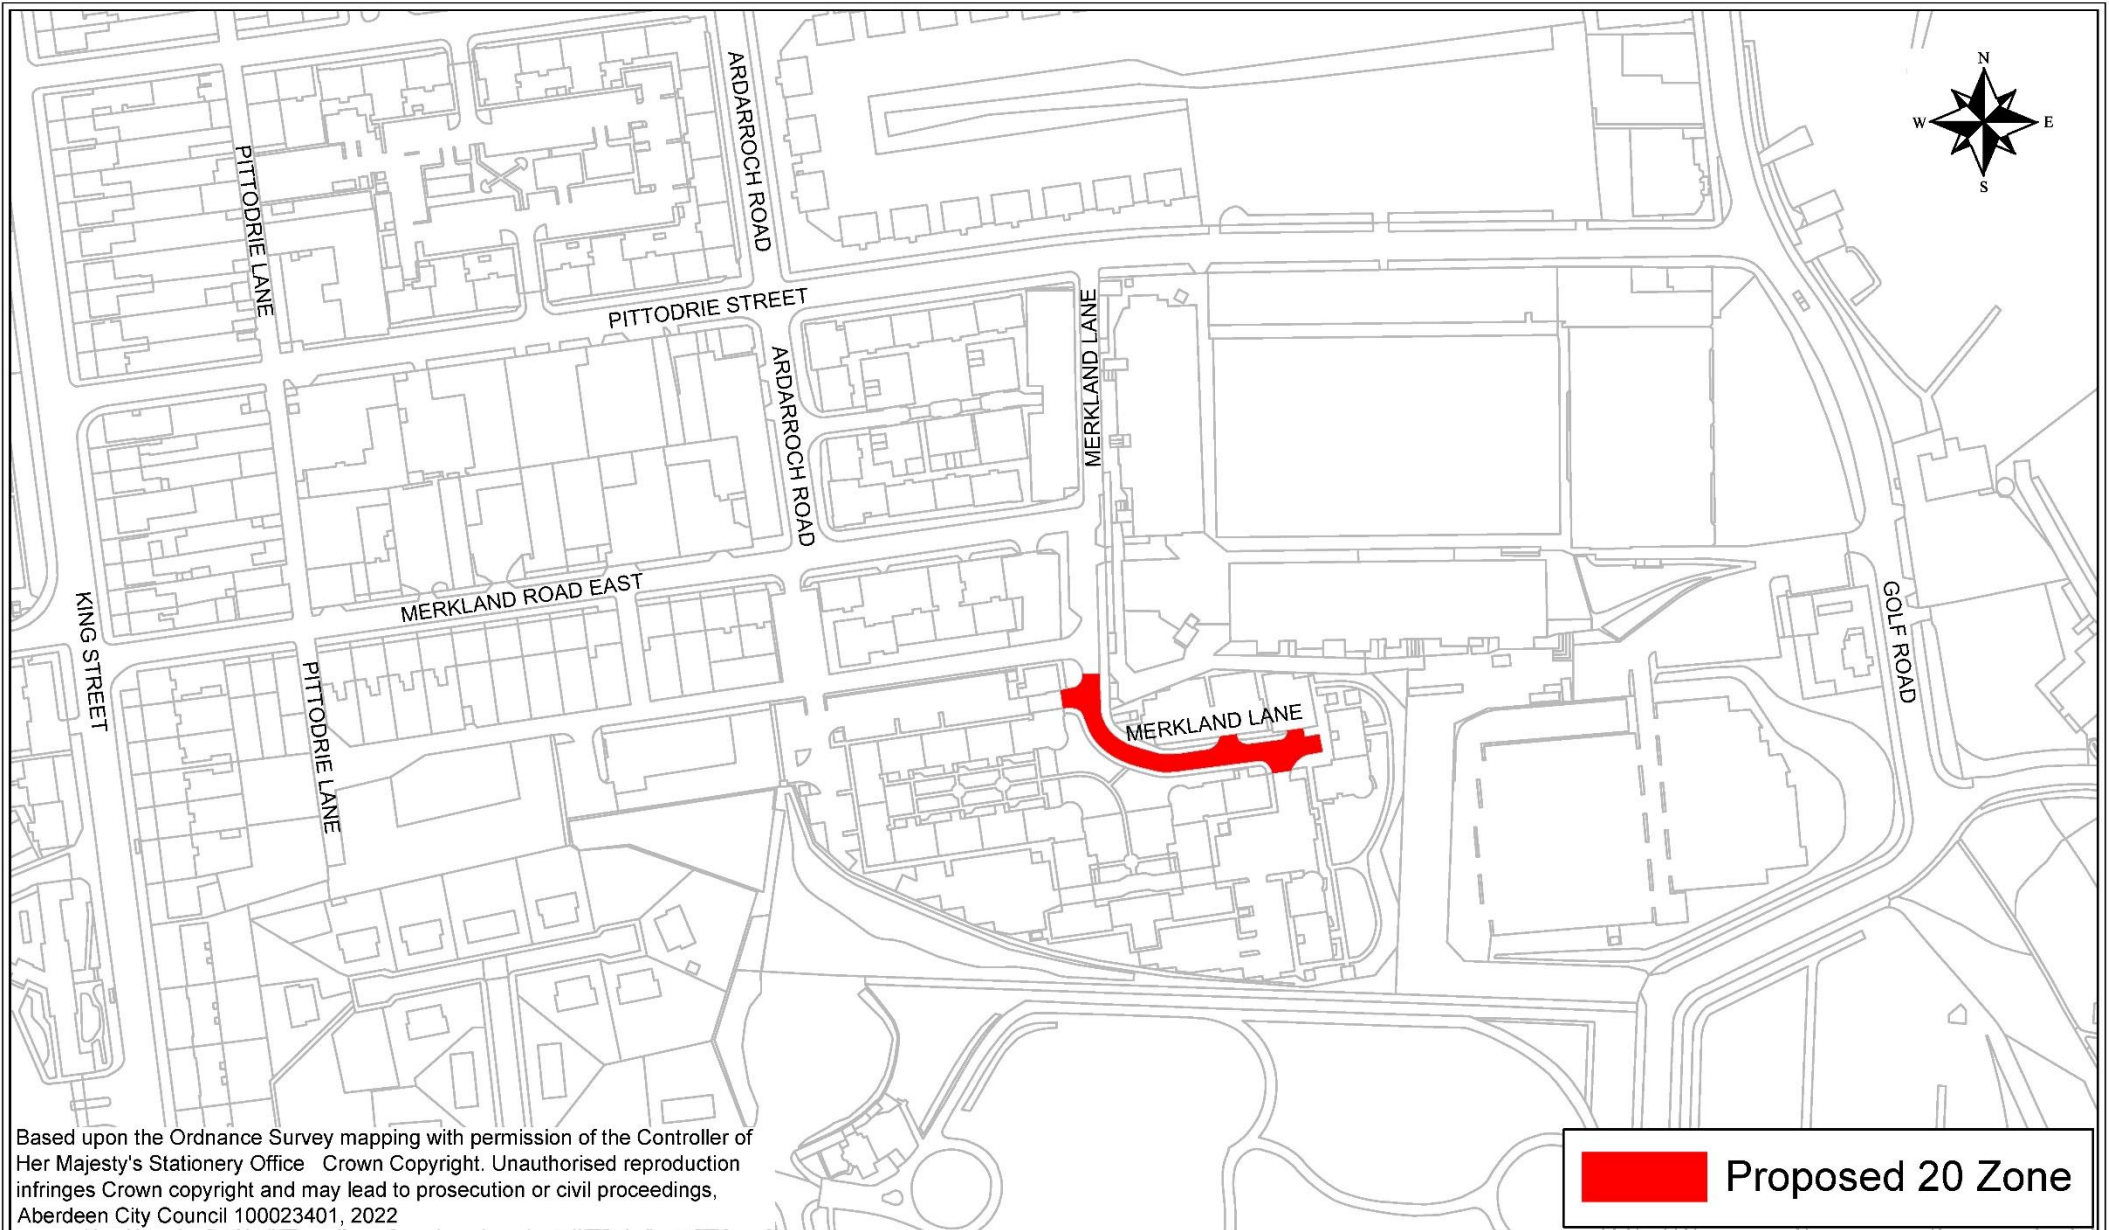 ARDARROCH ROAD
N
W
E
S
PITTODRIE LANE
PITTODRIE STREET
MERKLAND LANE
ARDARROCH ROAD
MERKLAND ROAD EAST
KING STREET
GOLF ROAD
PITTODRIE LANE
MERKLAND LANE
Based upon the Ordnance Survey mapping with permission of the Controller of
Her Majesty's Stationery Office Crown Copyright. Unauthorised reproduction
infringes Crown copyright and may lead to prosecution or civil proceedings,
Aberdeen City Council 100023401, 2022
Proposed 20 Zone